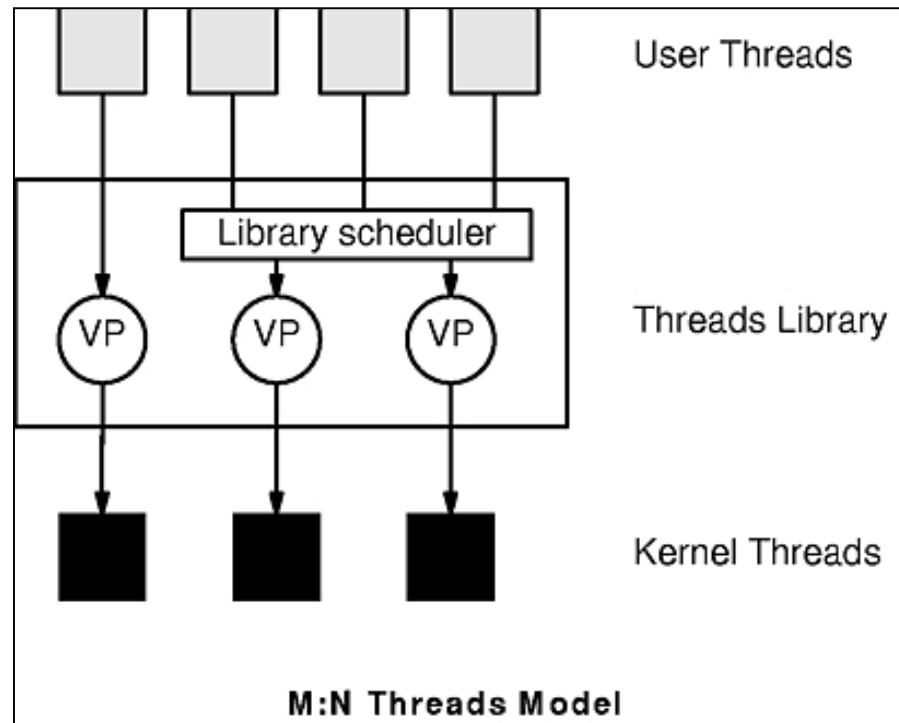 User Threads
Library scheduler
VP VP VP
Threads Library
Kernel Threads
M:N Threads Model